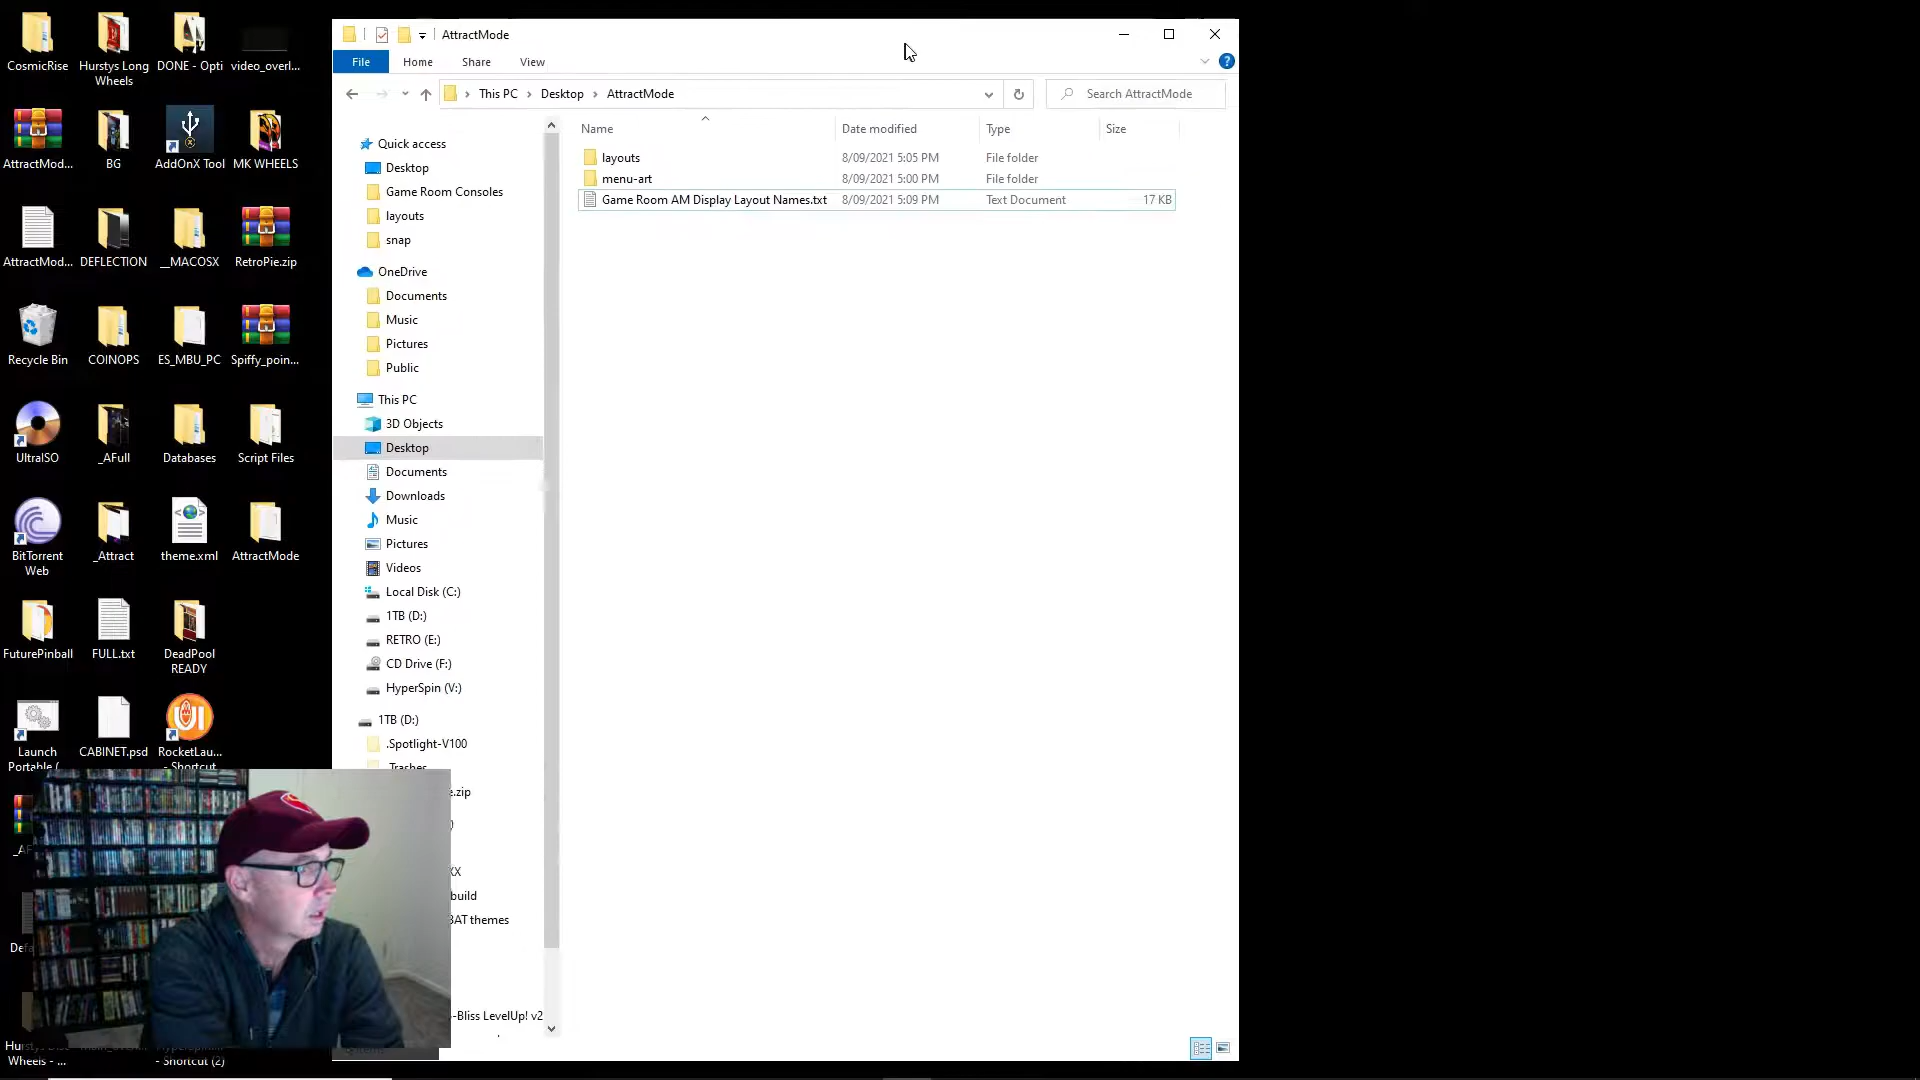 CosmicRise
Hurstys Long
Wheels
DONE - Opti
video_overl...
AttractMod...
BG
AddOnX Tool
MK WHEELS
AttractMod...
DEFLECTION
__MACOSX
RetroPie.zip
Recycle Bin
COINOPS
ES_MBU_PC
Spiffy_poin...
UltraISO
_AFull
Databases
Script Files
BitTorrent
Web
_Attract
theme.xml
AttractMode
FuturePinball
FULL.txt
DeadPool
READY
Launch
Portable (
CABINET.psd
RocketLau...
- Shortcut
Wheels - ...
- Shortcut (2)
AttractMode
File
Home
Share
View
This PC
Desktop
AttractMode
Search AttractMode
Name
Date modified
Type
Size
layouts
8/09/2021 5:05 PM
File folder
menu-art
8/09/2021 5:00 PM
File folder
Game Room AM Display Layout Names.txt
8/09/2021 5:09 PM
Text Document
17 KB
Quick access
Desktop
Game Room Consoles
layouts
snap
OneDrive
Documents
Music
Pictures
Public
This PC
3D Objects
Desktop
Documents
Downloads
Music
Pictures
Videos
Local Disk (C:)
1TB (D:)
RETRO (E:)
CD Drive (F:)
HyperSpin (V:)
1TB (D:)
.Spotlight-V100
.Trashes
e.zip
)
XX
build
BAT themes
-Bliss LevelUp! v2